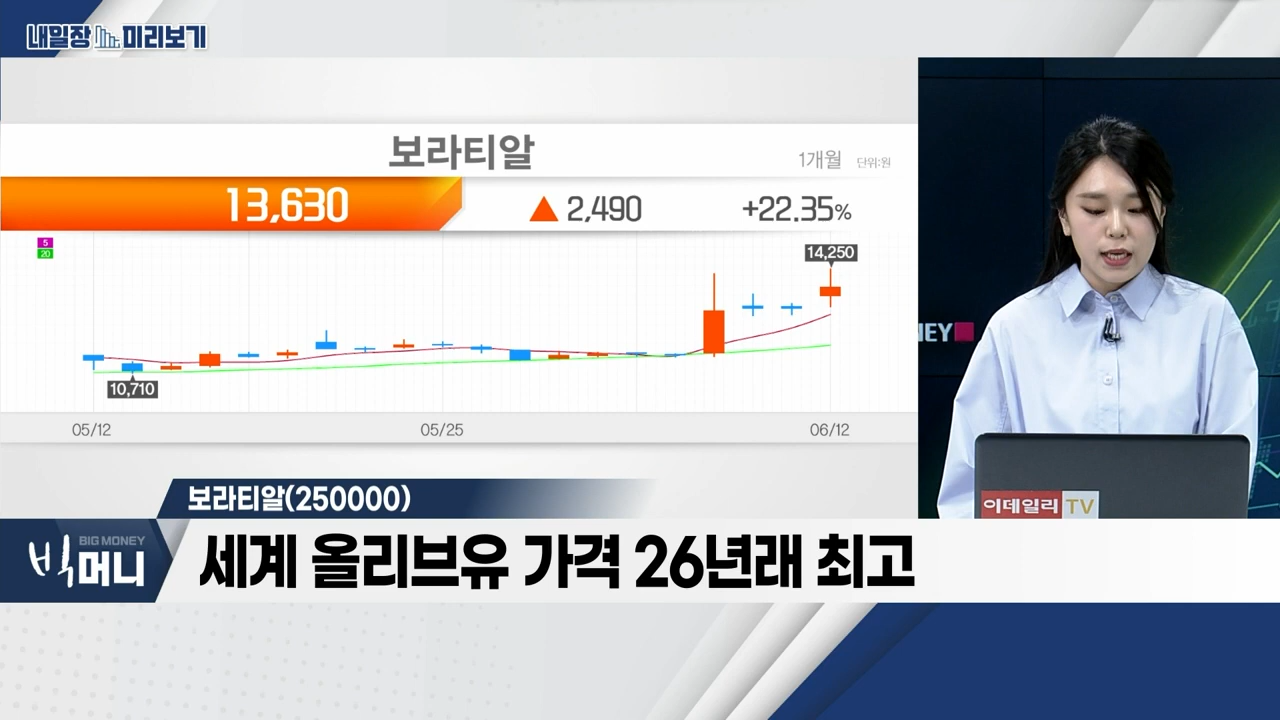 내일장 미리보기
보라티알
1개월 단위:원
13,630 ▲ 2,490 +22.35%
5
20
14,250
10,710
05/12 05/25 06/12
NEY
이데일리 TV
보라티알(250000)
BIG MONEY
빅머니
세계 올리브유 가격 26년래 최고